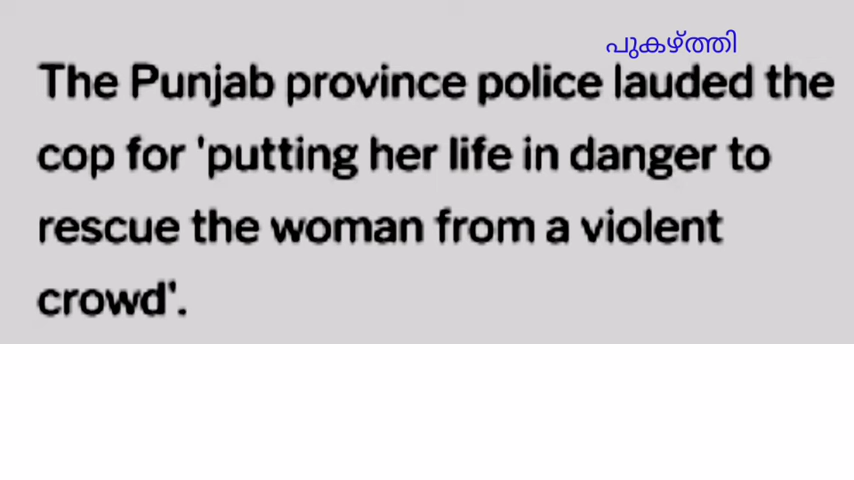 പുകഴ്ത്തി
The Punjab province police lauded the
cop for 'putting her life in danger to
rescue the woman from a violent
crowd'.